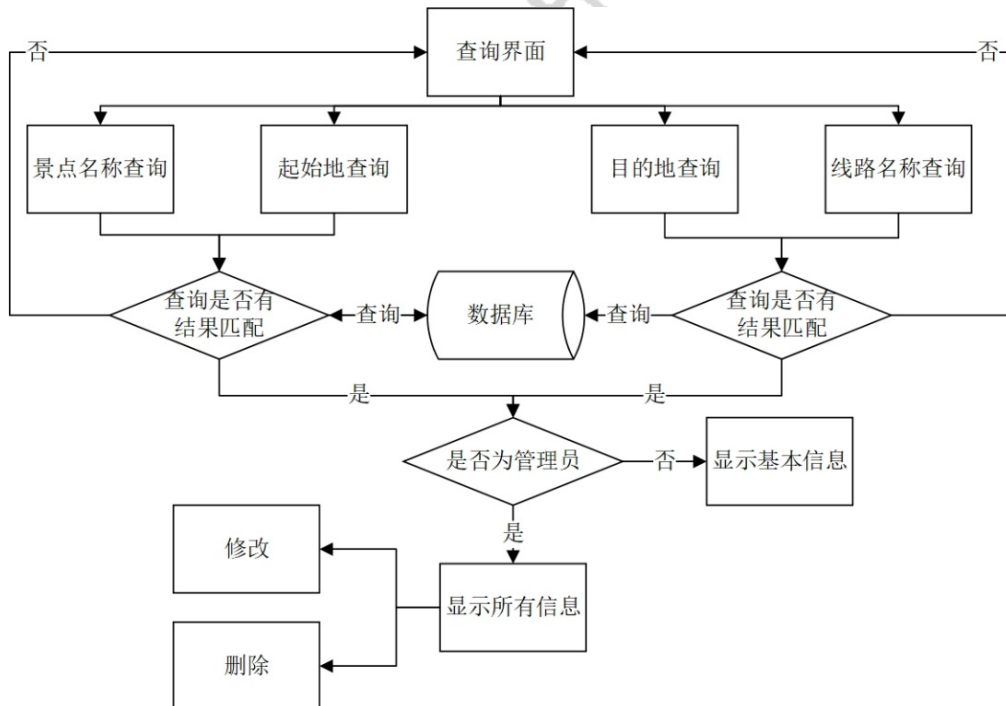 否
查询界面
否
景点名称查询
起始地查询
目的地查询
线路名称查询
查询是否有
结果匹配
查询
数据库
查询
查询是否有
结果匹配
是
是
是否为管理员
否
显示基本信息
是
修改
显示所有信息
删除